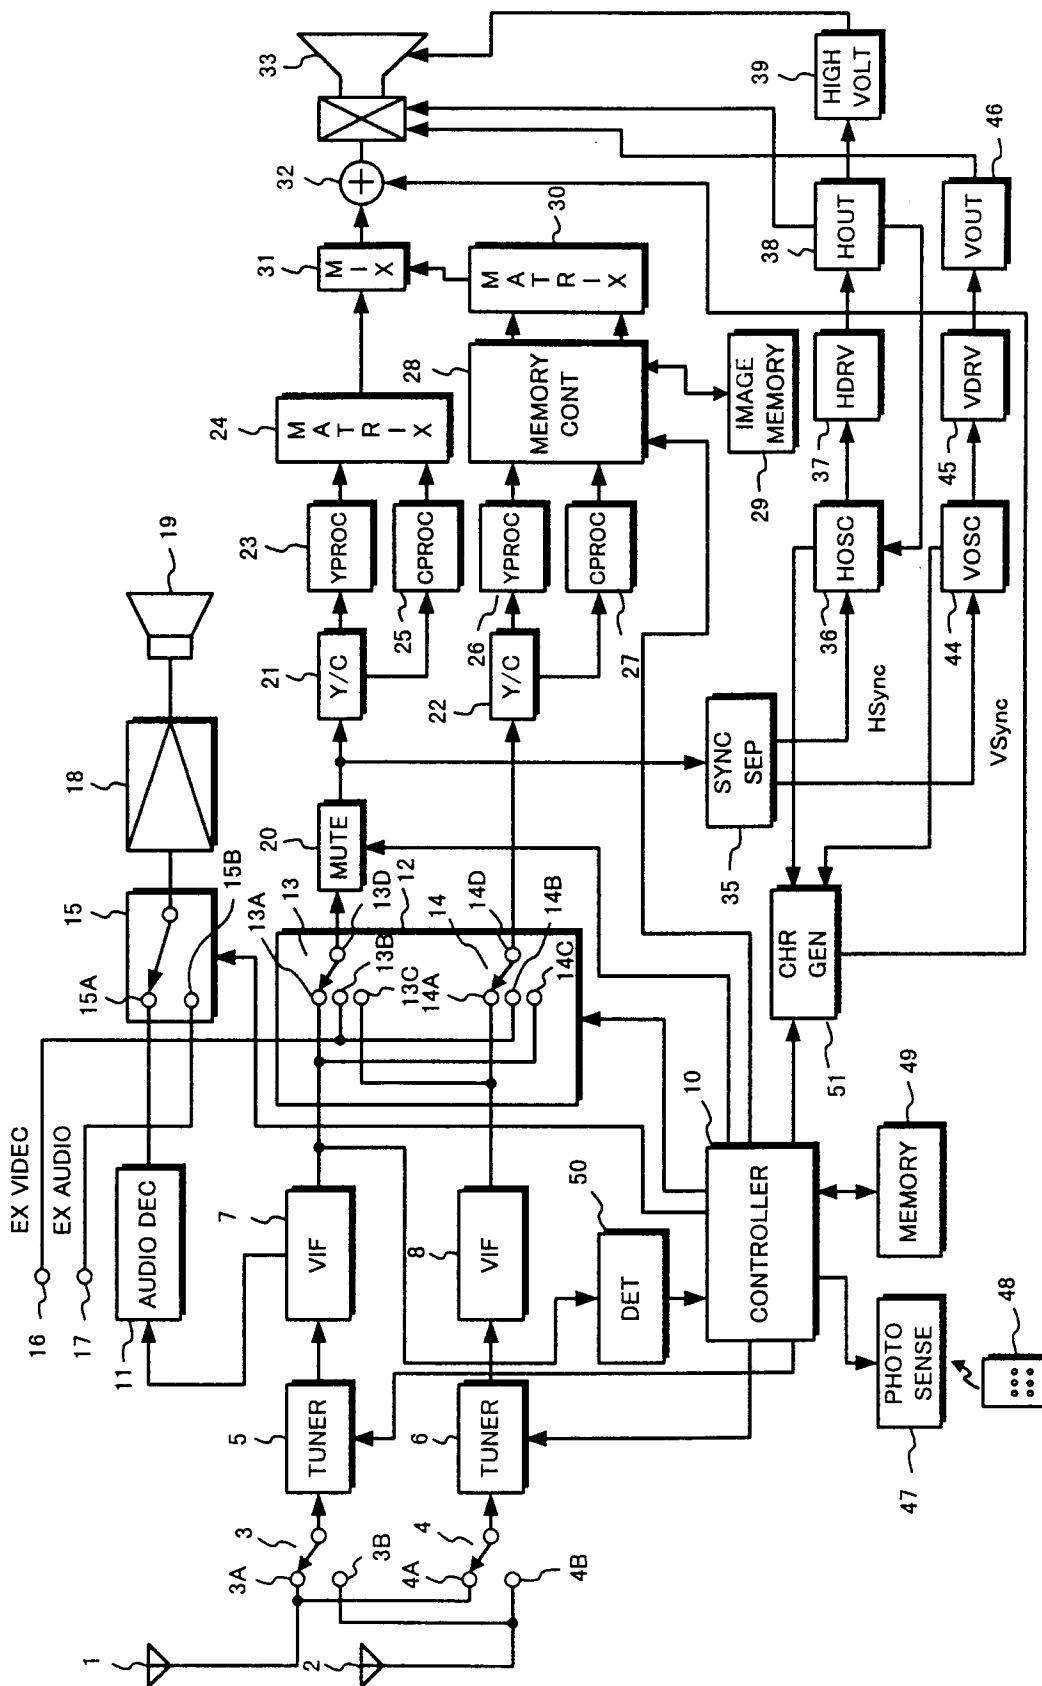 EX VIDEC
EX AUDIO
16
17
AUDIO DEC
11
15A
15
15B
18
19
1
2
3A
3
3B
4A
4
4B
TUNER
5
TUNER
6
VIF
7
VIF
8
13A
13
13B
13C
13D
12
14A
14
14D
14B
14C
MUTE
20
Y/C
21
Y/C
22
YPROC
23
CPROC
25
YPROC
26
CPROC
27
MATRIX
24
MEMORY
CONT
28
IMAGE
MEMORY
29
MATRIX
30
MIX
31
32
33
DET
50
CONTROLLER
10
PHOTO
SENSE
47
48
MEMORY
49
CHR
GEN
51
SYNC
SEP
35
HSync
VSync
HOSC
36
HDRV
37
HOUT
38
HIGH
VOLT
39
VOSC
44
VDRV
45
VOUT
46